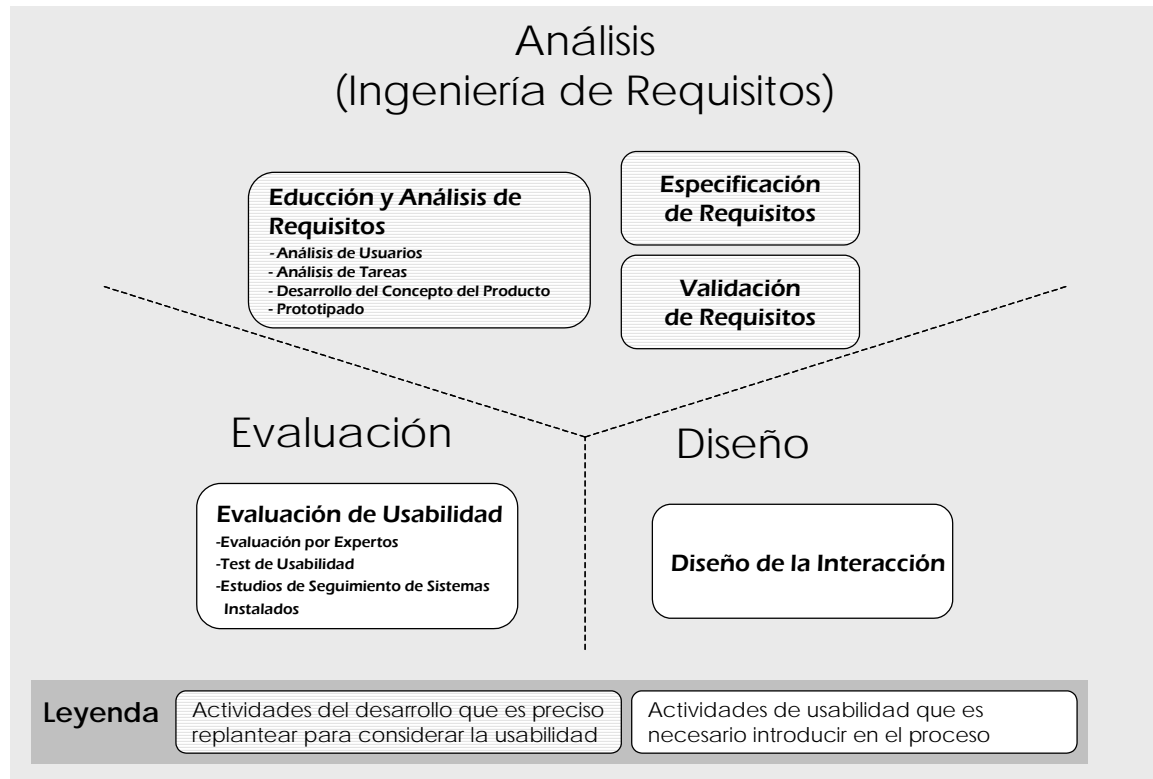 Análisis
(Ingeniería de Requisitos)
Educción y Análisis de
Requisitos
- Análisis de Usuarios
- Análisis de Tareas
- Desarrollo del Concepto del Producto
- Prototipado
Especificación
de Requisitos
Validación
de Requisitos
Evaluación
Evaluación de Usabilidad
-Evaluación por Expertos
-Test de Usabilidad
-Estudios de Seguimiento de Sistemas
Instalados
Diseño
Diseño de la Interacción
Leyenda
Actividades del desarrollo que es preciso
replantear para considerar la usabilidad
Actividades de usabilidad que es
necesario introducir en el proceso